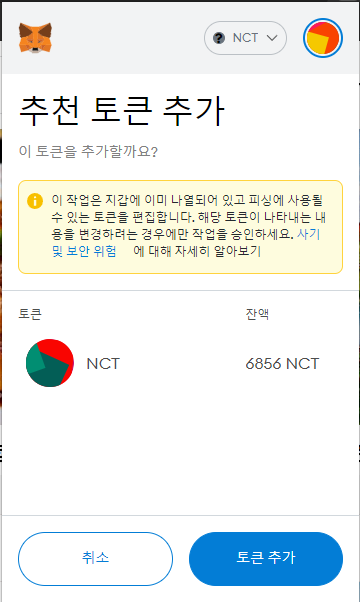 NCT
추천 토큰 추가
이 토큰을 추가할까요?
이 작업은 지갑에 이미 나열되어 있고 피싱에 사용될
수 있는 토큰을 편집합니다. 해당 토큰이 나타내는 내
용을 변경하려는 경우에만 작업을 승인하세요. 사기
및 보안 위험 에 대해 자세히 알아보기
토큰 잔액
NCT 6856 NCT
취소 토큰 추가